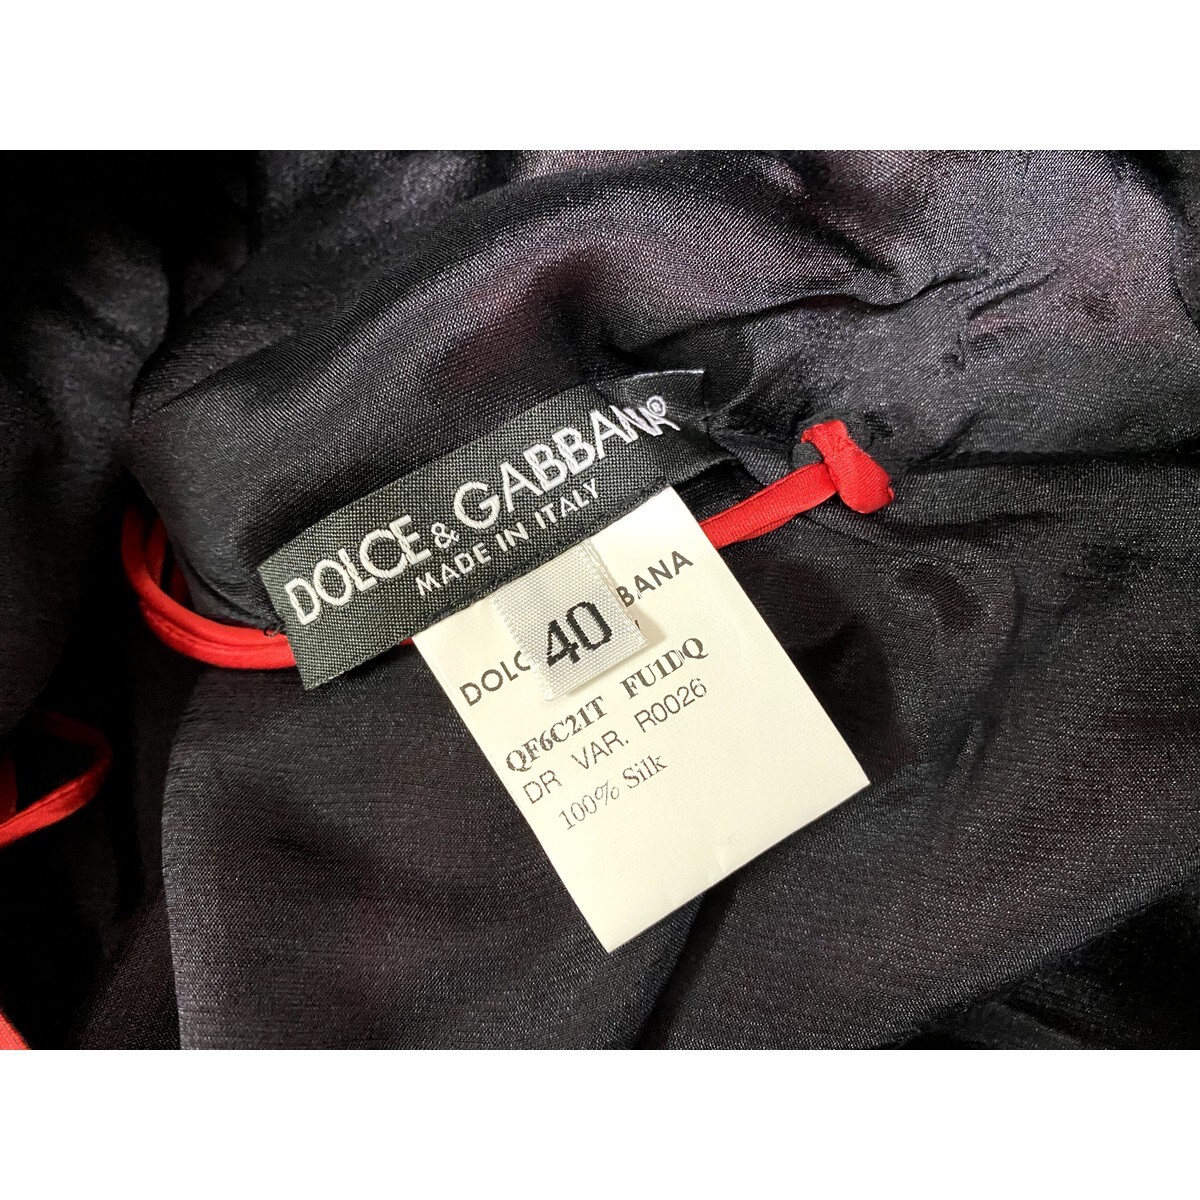 DOLCE & GABBANA®
MADE IN ITALY
40
DOLC BANA
QF6C21T FU1DQ
DR VAR. R0026
100% Silk